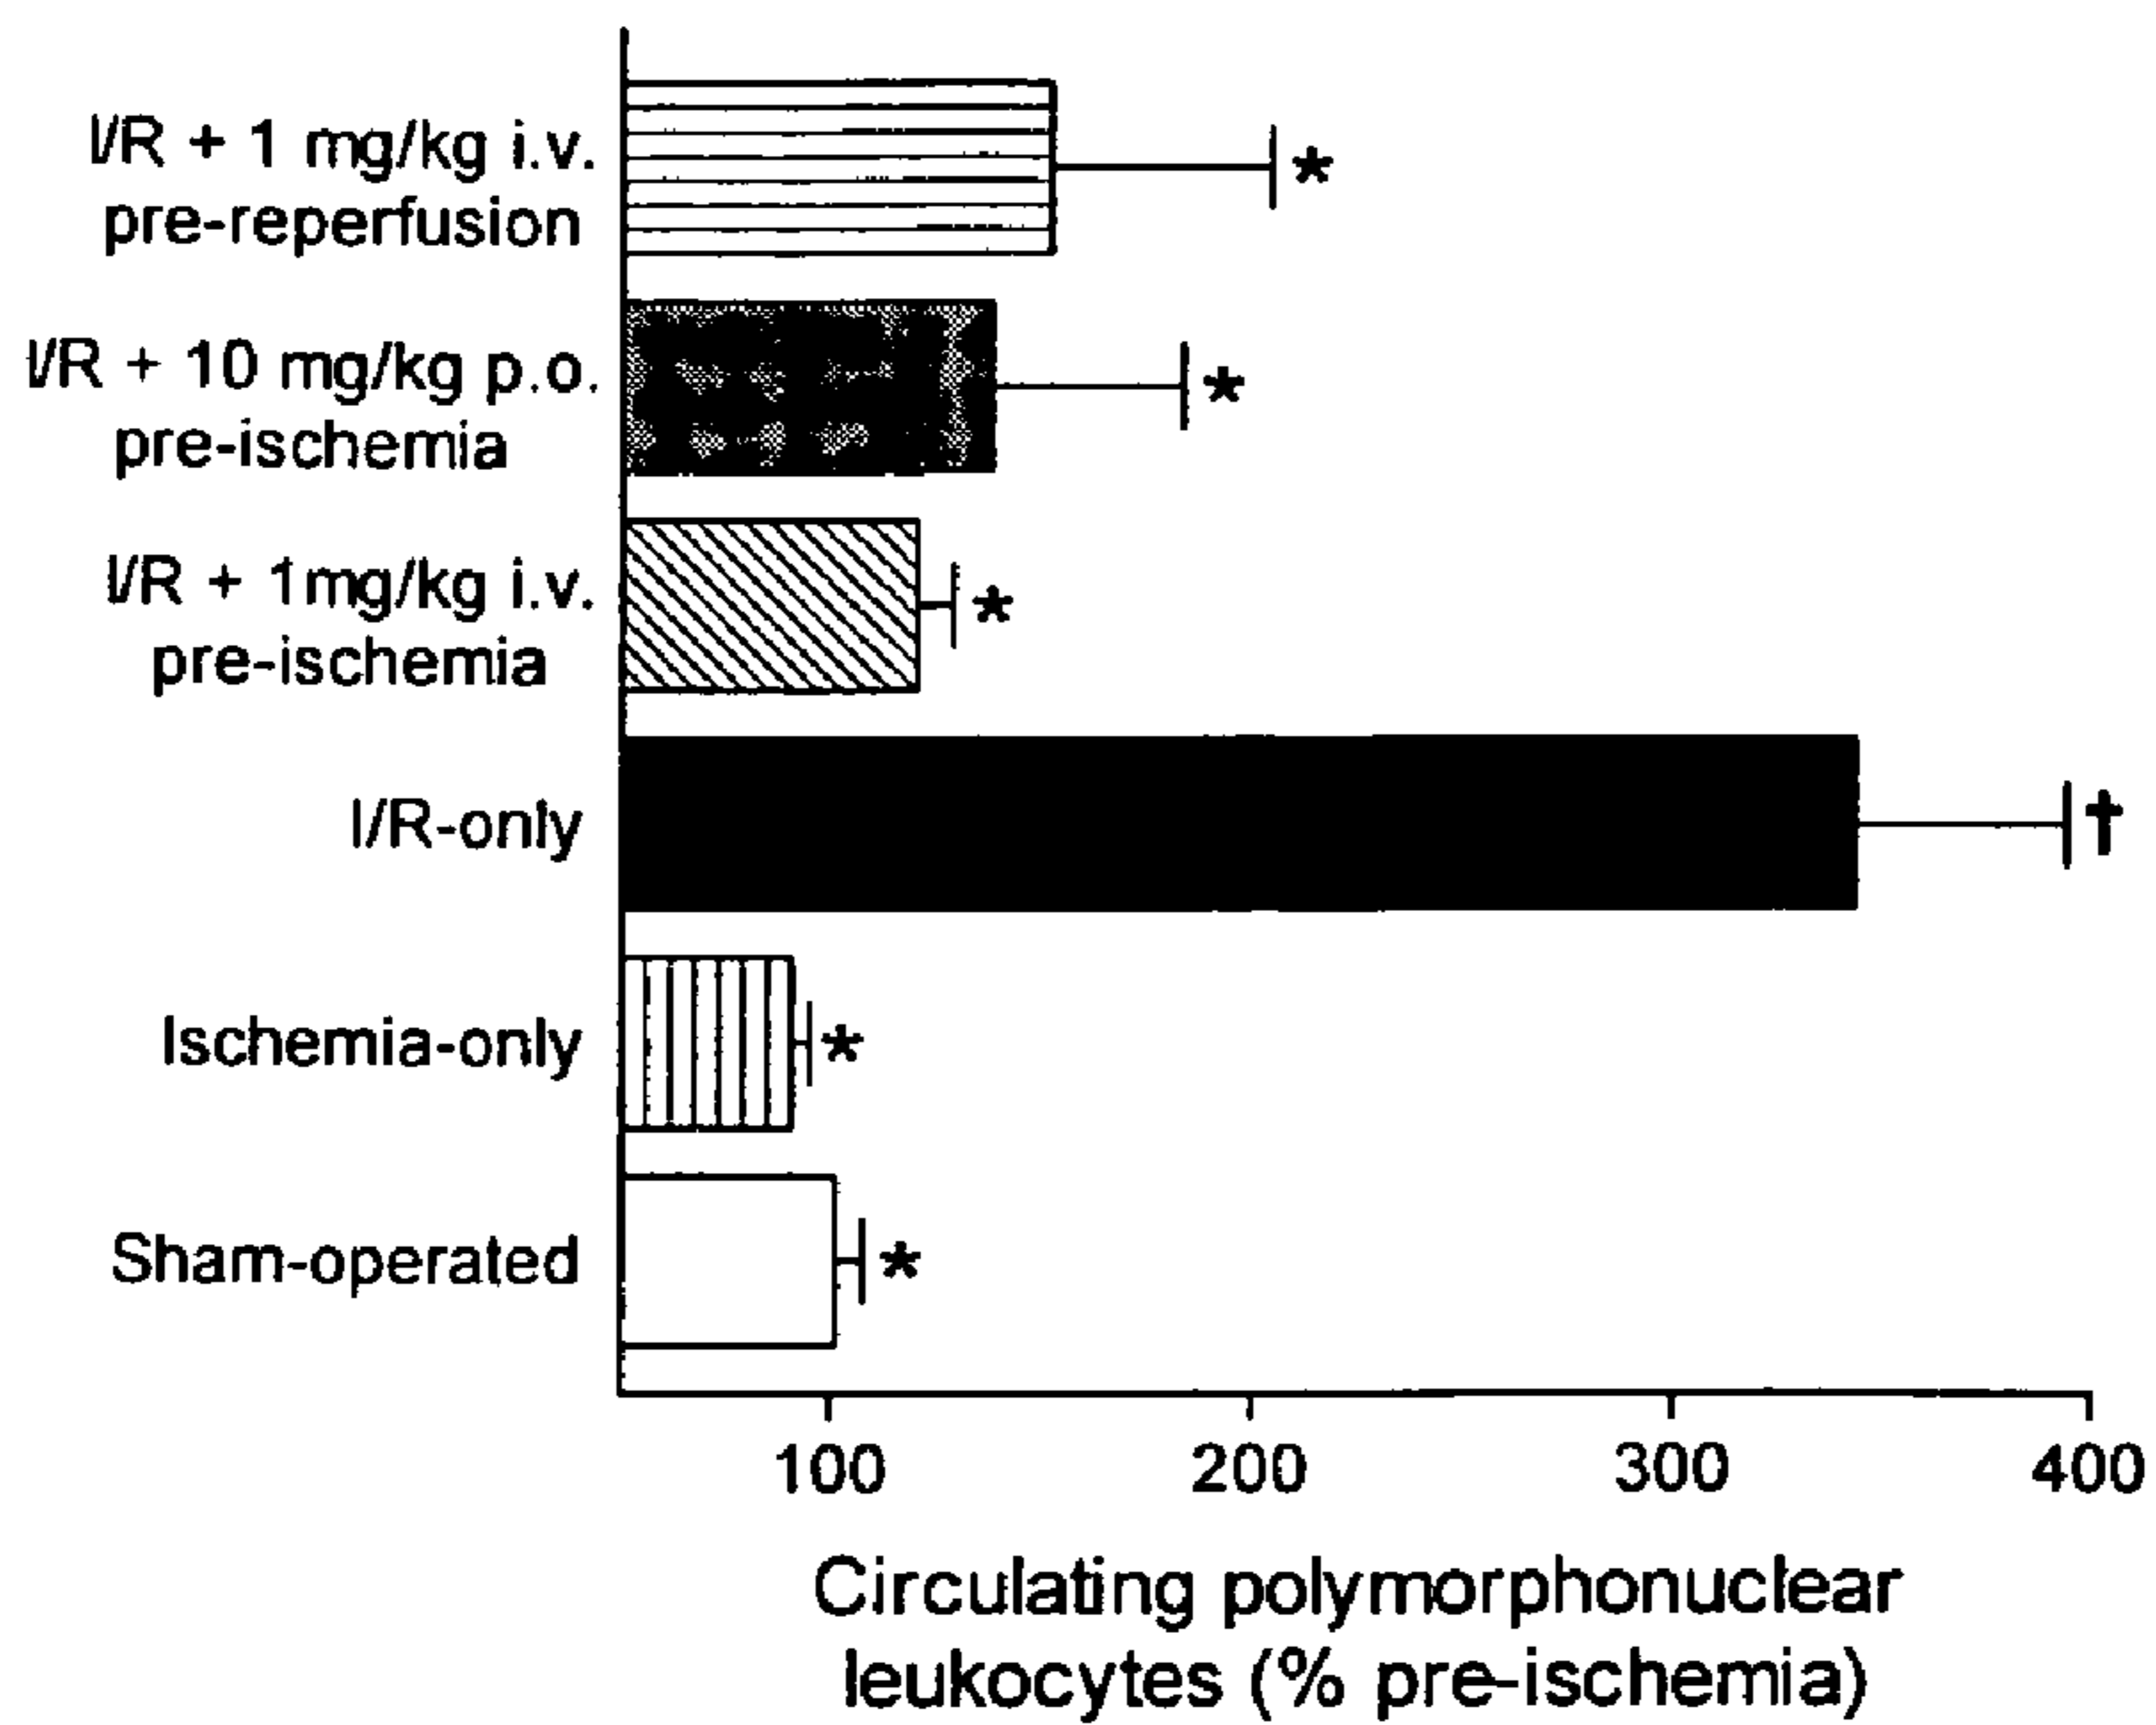 I/R + 1 mg/kg i.v.
pre-reperfusion
*
I/R + 10 mg/kg p.o.
pre-ischemia
*
I/R + 1mg/kg i.v.
pre-ischemia
*
I/R-only
†
Ischemia-only
*
Sham-operated
*
100 200 300 400
Circulating polymorphonuclear
leukocytes (% pre-ischemia)